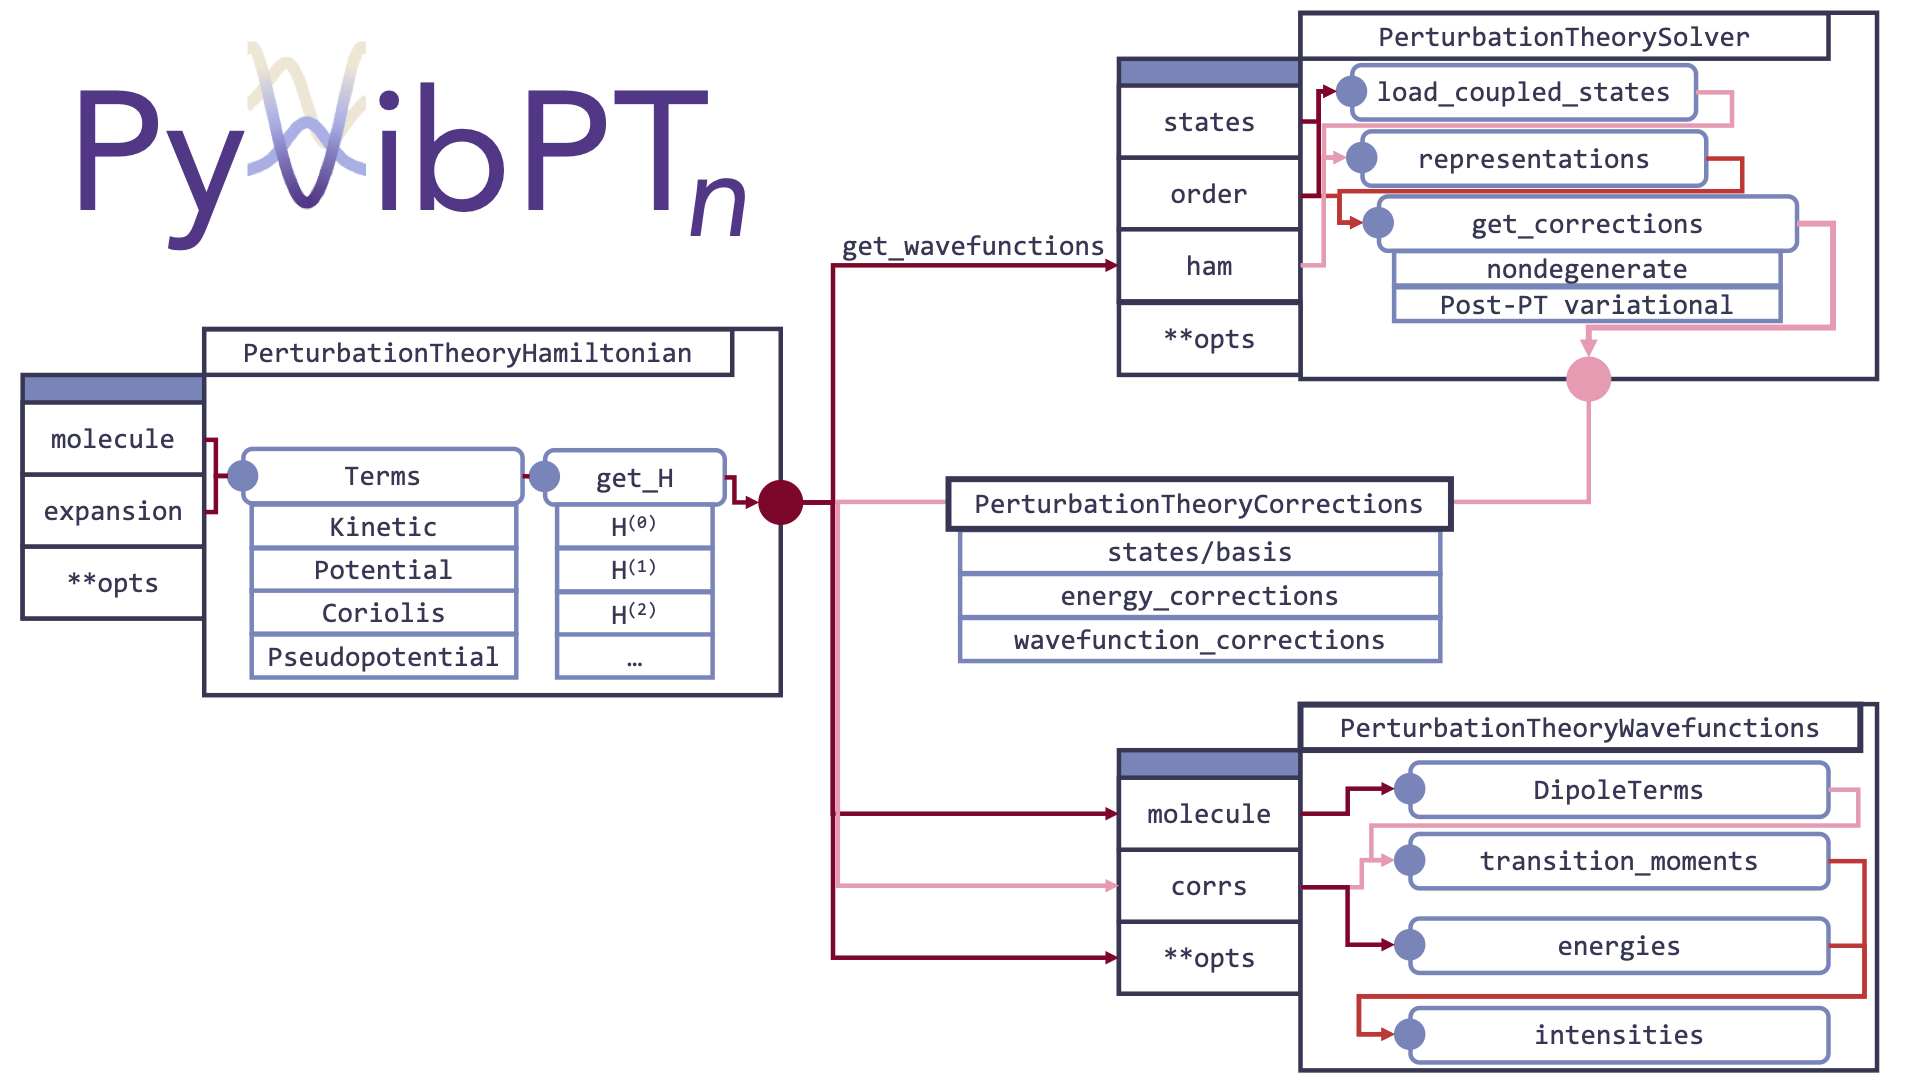 PyVibPTn
PerturbationTheoryHamiltonian
molecule
expansion
**opts
Terms
Kinetic
Potential
Coriolis
Pseudopotential
get_H
H(0)
H(1)
H(2)
…
get_wavefunctions
PerturbationTheorySolver
states
order
ham
**opts
load_coupled_states
representations
get_corrections
nondegenerate
Post-PT variational
PerturbationTheoryCorrections
states/basis
energy_corrections
wavefunction_corrections
PerturbationTheoryWavefunctions
molecule
corrs
**opts
DipoleTerms
transition_moments
energies
intensities